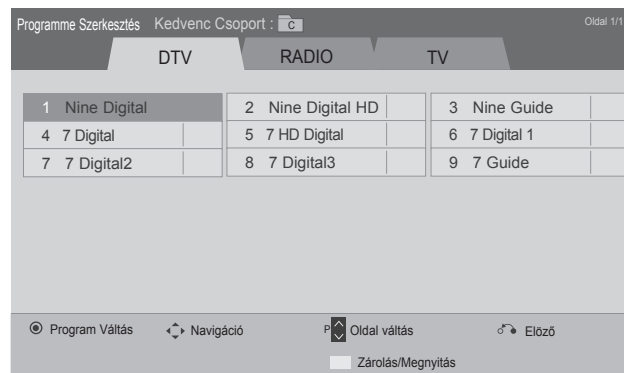 Programme Szerkesztés Kedvenc Csoport : C Oldal 1/1
DTV RADIO TV
1 Nine Digital 2 Nine Digital HD 3 Nine Guide
4 7 Digital 5 7 HD Digital 6 7 Digital 1
7 7 Digital2 8 7 Digital3 9 7 Guide
Program Váltás Navigáció P Oldal váltás Elöző
Zárolás/Megnyitás